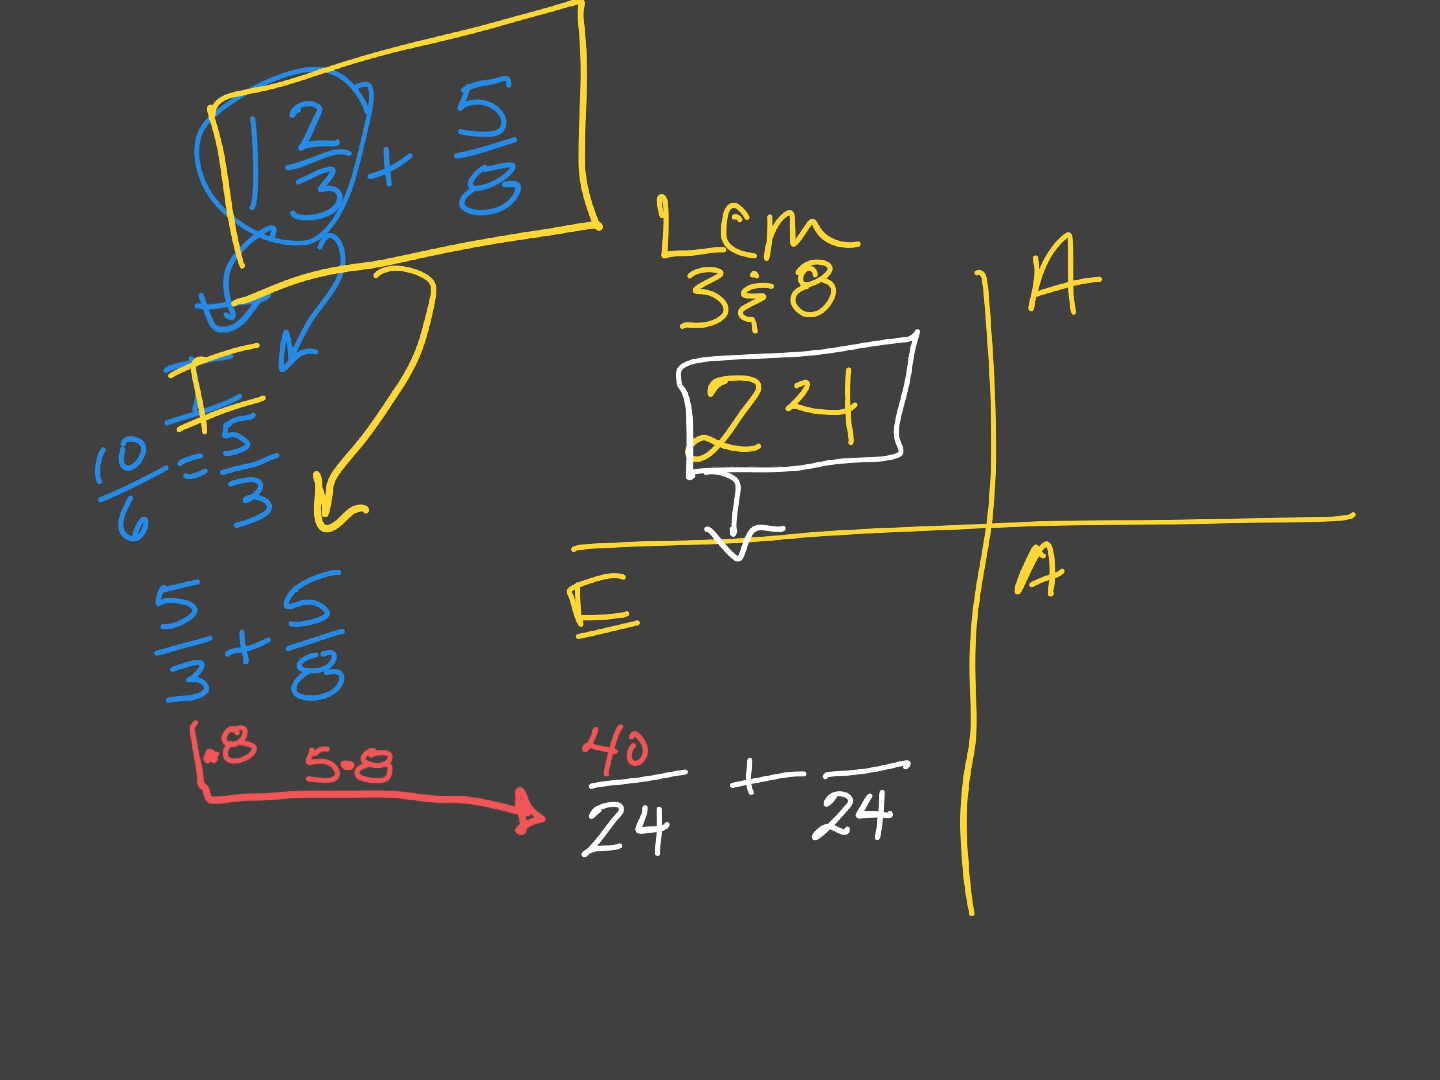 1 2/3 + 5/8
I
10/6 = 5/3
5/3 + 5/8
·8 5·8
Lcm
3 & 8
24
A
E
A
40/24 + /24